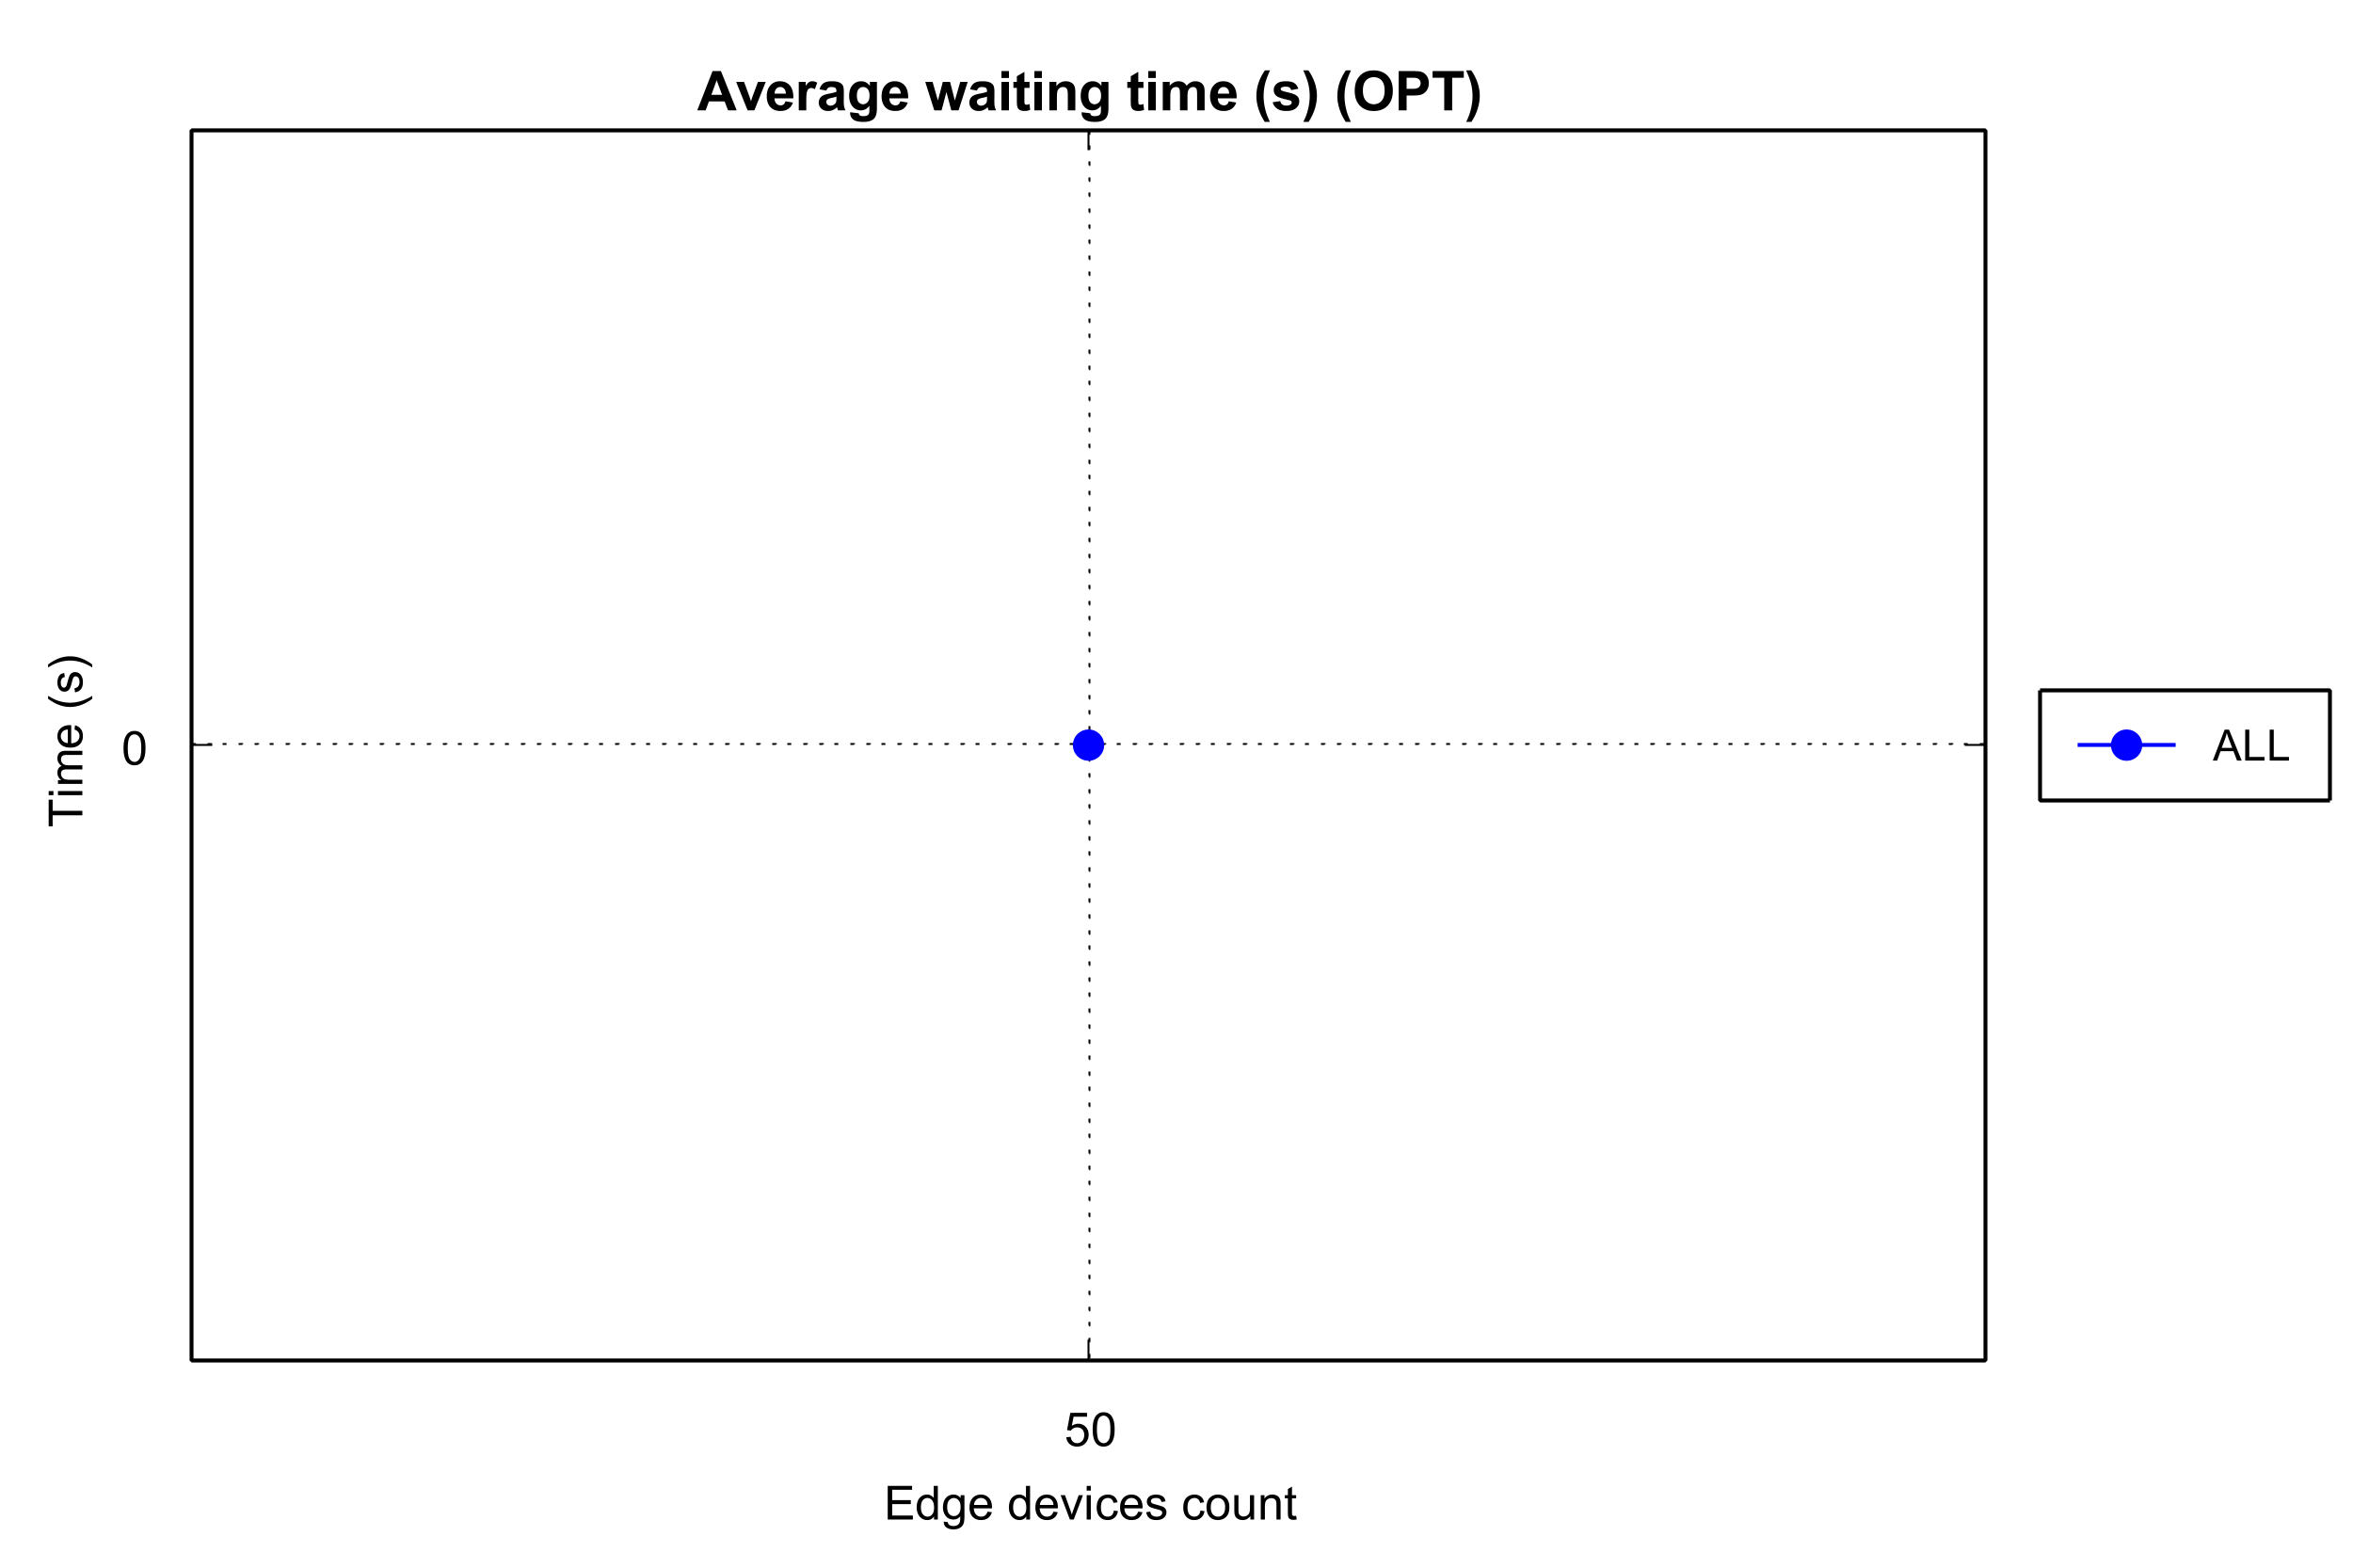 Average waiting time (s) (OPT)
Time (s)
0
ALL
50
Edge devices count